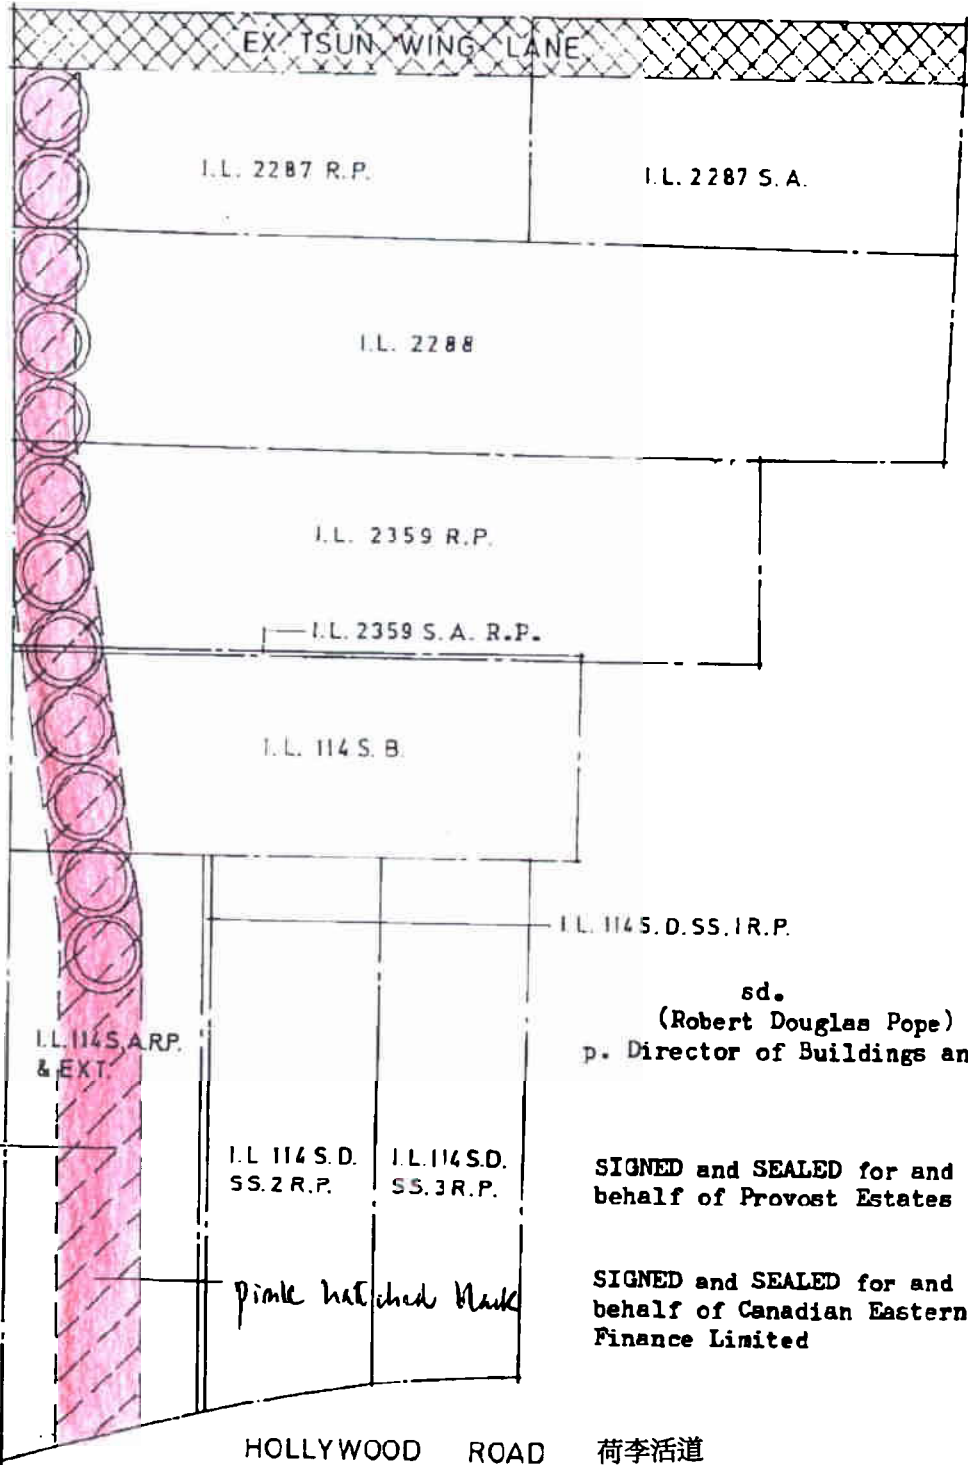 EX TSUN WING LANE
I.L. 2287 R.P.
I.L. 2287 S.A.
I.L. 2288
I.L. 2359 R.P.
I.L. 2359 S.A. R.P.
I.L. 114 S.B.
I.L. 114 S.D. SS.1 R.P.
sd.
(Robert Douglas Pope)
p. Director of Buildings an
I.L. 114 S.A R.P.
& EXT.
I.L 114 S.D.
SS. 2 R.P.
I.L. 114 S.D.
SS. 3 R.P.
SIGNED and SEALED for and
behalf of Provost Estates
pink hatched black
SIGNED and SEALED for and
behalf of Canadian Eastern
Finance Limited
HOLLYWOOD ROAD 荷李活道